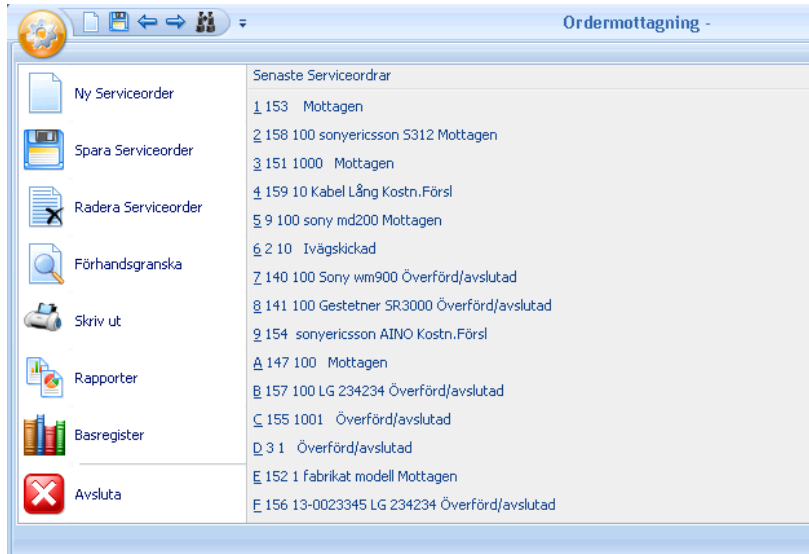 Ordermottagning -
Ny Serviceorder
Spara Serviceorder
Radera Serviceorder
Förhandsgranska
Skriv ut
Rapporter
Basregister
Avsluta
Senaste Serviceordrar
1 153 Mottagen
2 158 100 sonyericsson S312 Mottagen
3 151 1000 Mottagen
4 159 10 Kabel Lång Kostn.Försl
5 9 100 sony md200 Mottagen
6 2 10 Ivägskickad
7 140 100 Sony wm900 Överförd/avslutad
8 141 100 Gestetner SR3000 Överförd/avslutad
9 154 sonyericsson AINO Kostn.Försl
A 147 100 Mottagen
B 157 100 LG 234234 Överförd/avslutad
C 155 1001 Överförd/avslutad
D 3 1 Överförd/avslutad
E 152 1 fabrikat modell Mottagen
F 156 13-0023345 LG 234234 Överförd/avslutad